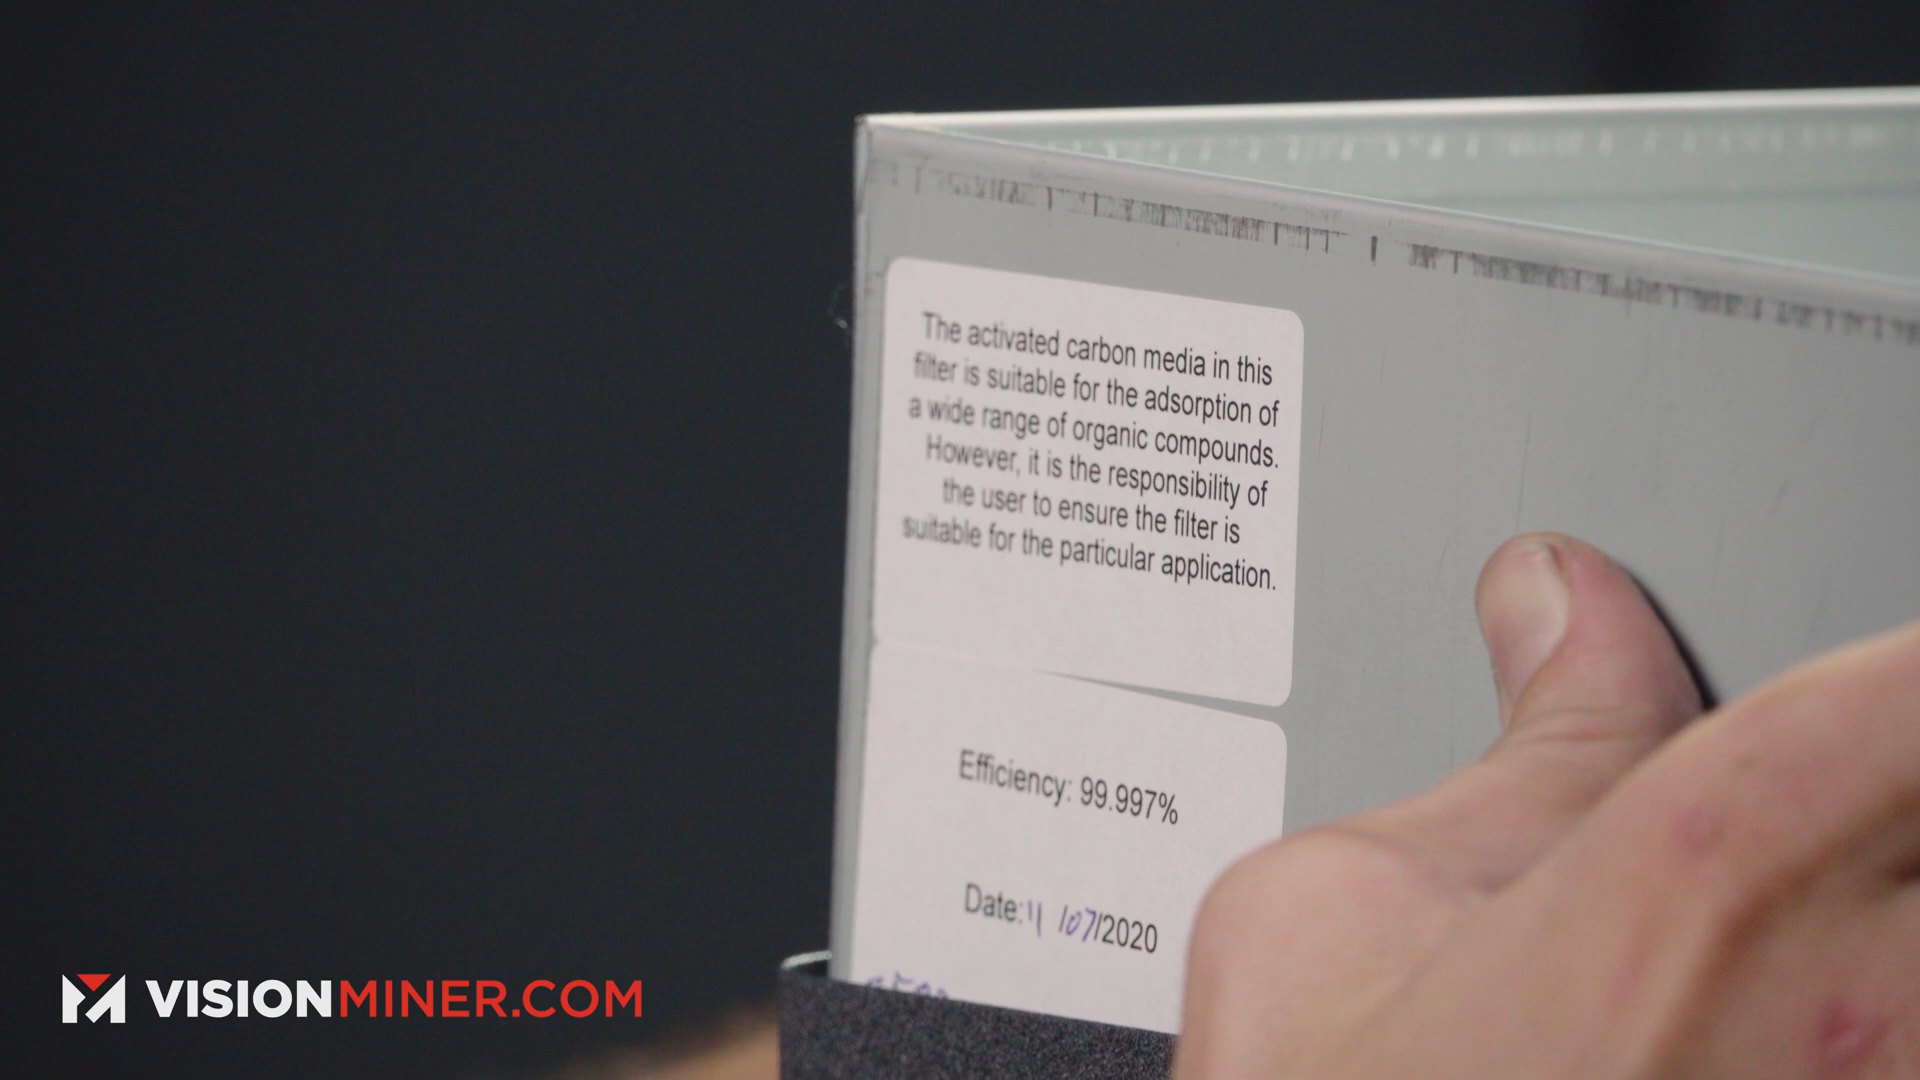 The activated carbon media in this
filter is suitable for the adsorption of
a wide range of organic compounds.
However, it is the responsibility of
the user to ensure the filter is
suitable for the particular application.
Efficiency: 99.997%
Date: 11/07/2020
VISIONMINER.COM